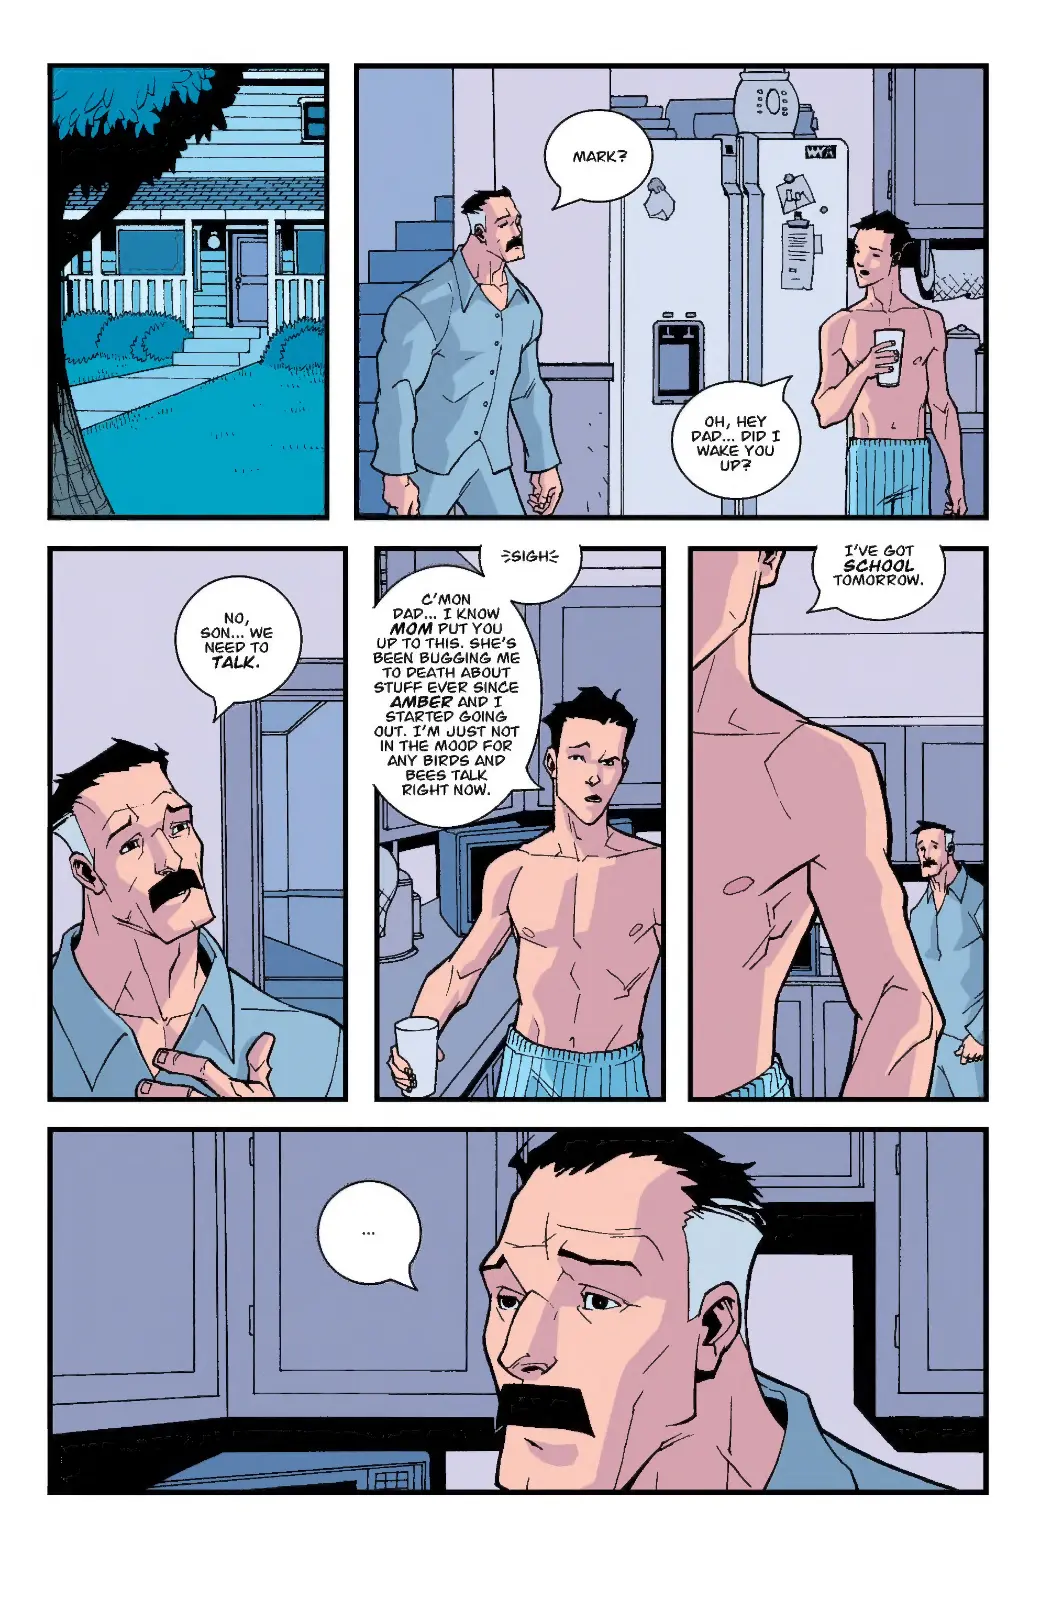 MARK?
OH, HEY
DAD... DID I
WAKE YOU
UP?
NO,
SON... WE
NEED TO
TALK.
SIGH
C'MON
DAD... I KNOW
MOM PUT YOU
UP TO THIS. SHE'S
BEEN BUGGING ME
TO DEATH ABOUT
STUFF EVER SINCE
AMBER AND I
STARTED GOING
OUT. I'M JUST NOT
IN THE MOOD FOR
ANY BIRDS AND
BEES TALK
RIGHT NOW.
I'VE GOT
SCHOOL
TOMORROW.
...